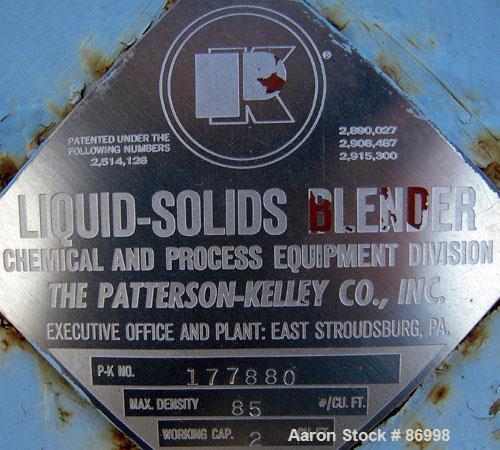 PK
®
PATENTED UNDER THE
FOLLOWING NUMBERS
2,514,126
2,890,027
2,908,487
2,915,300
LIQUID-SOLIDS BLENDER
CHEMICAL AND PROCESS EQUIPMENT DIVISION
THE PATTERSON-KELLEY CO., INC.
EXECUTIVE OFFICE AND PLANT: EAST STROUDSBURG, PA.
P-K NO. 177880
MAX. DENSITY 85 #/CU. FT.
WORKING CAP. 2
Aaron Stock # 86998